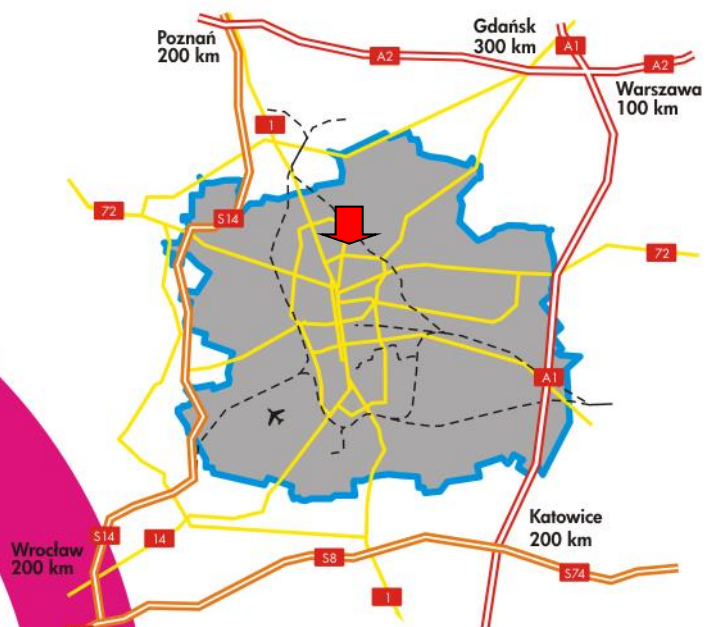 Poznań
200 km
Gdańsk
300 km
A1
A2
A2
Warszawa
100 km
1
72
S14
72
A1
Katowice
200 km
S14
14
Wrocław
200 km
S8
S74
1